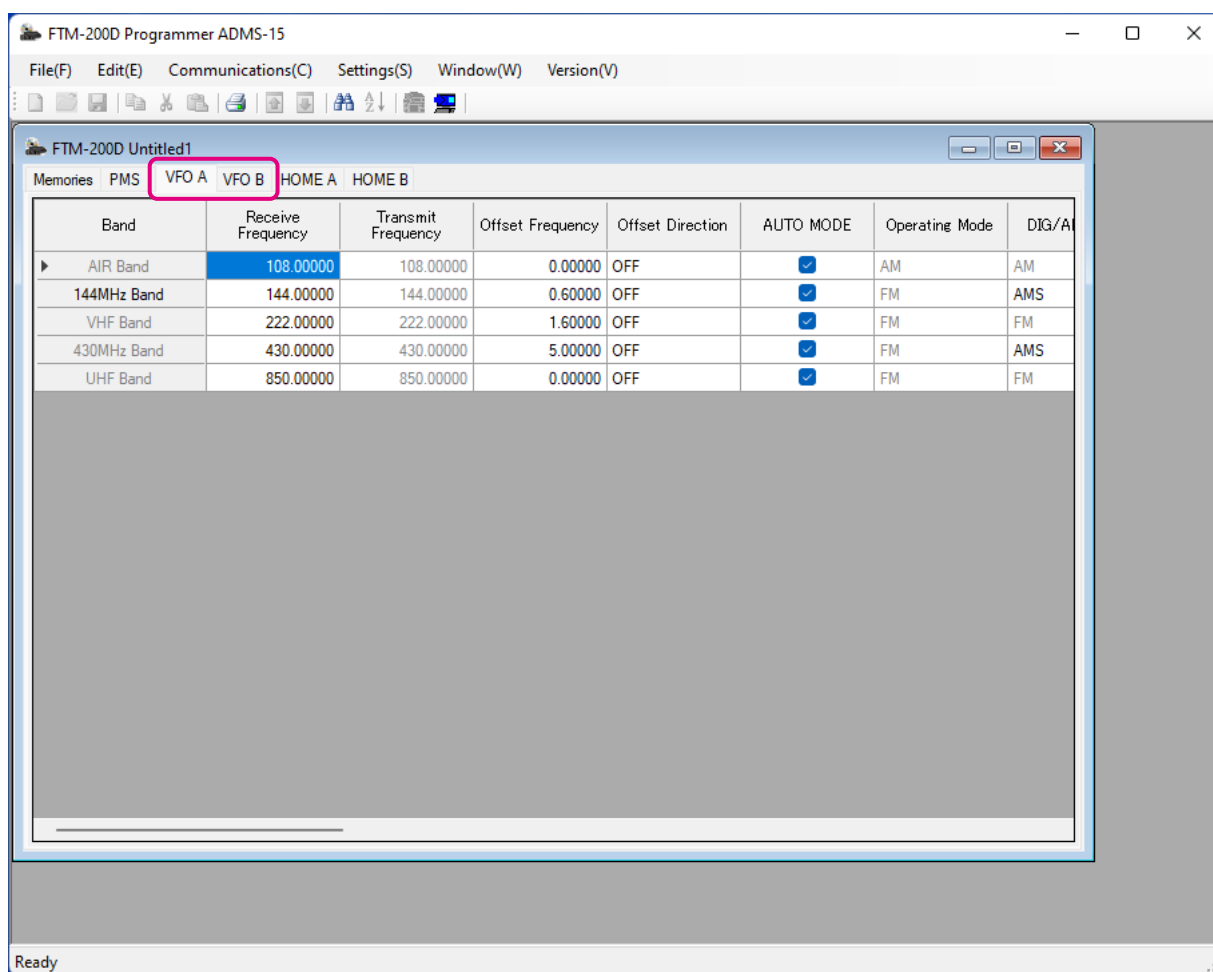 FTM-200D Programmer ADMS-15
File(F) Edit(E) Communications(C) Settings(S) Window(W) Version(V)
FTM-200D Untitled1
Memories PMS VFO A VFO B HOME A HOME B
Band Receive Frequency Transmit Frequency Offset Frequency Offset Direction AUTO MODE Operating Mode DIG/A
AIR Band 108.00000 108.00000 0.00000 OFF AM AM
144MHz Band 144.00000 144.00000 0.60000 OFF FM AMS
VHF Band 222.00000 222.00000 1.60000 OFF FM FM
430MHz Band 430.00000 430.00000 5.00000 OFF FM AMS
UHF Band 850.00000 850.00000 0.00000 OFF FM FM
Ready